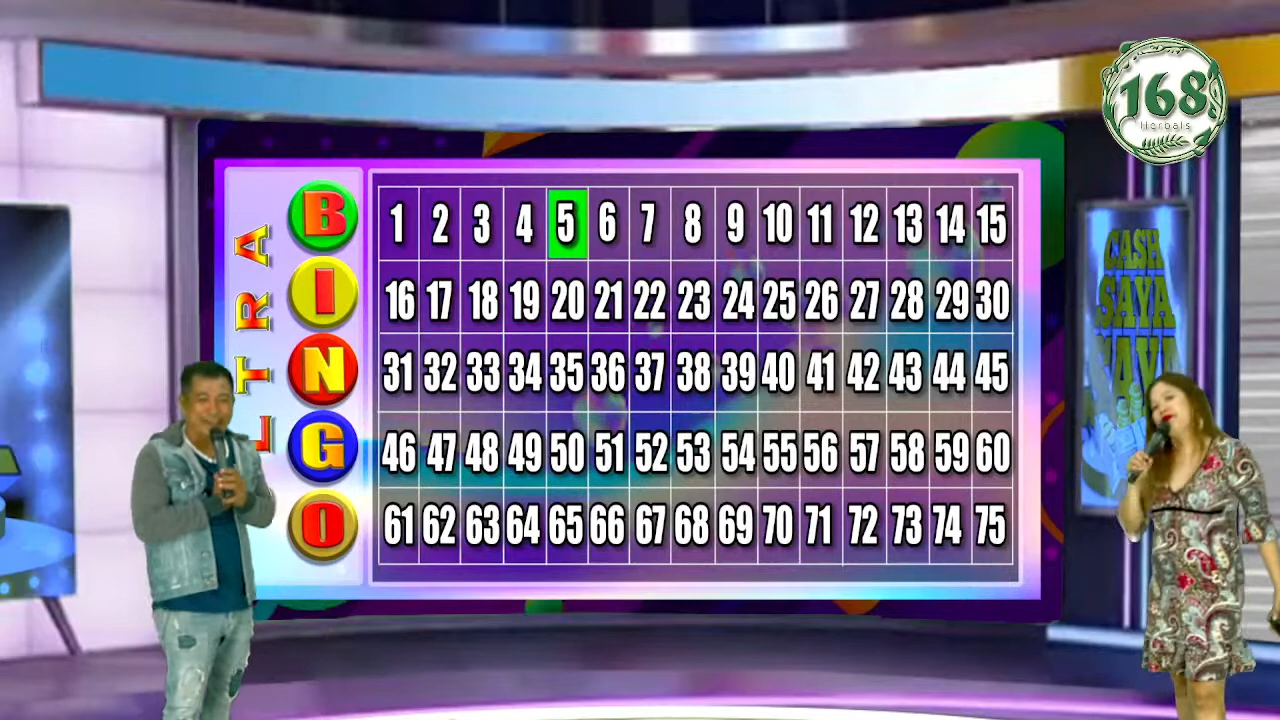 168
Herbals
LTRA
B 1 2 3 4 5 6 7 8 9 10 11 12 13 14 15
I 16 17 18 19 20 21 22 23 24 25 26 27 28 29 30
N 31 32 33 34 35 36 37 38 39 40 41 42 43 44 45
G 46 47 48 49 50 51 52 53 54 55 56 57 58 59 60
O 61 62 63 64 65 66 67 68 69 70 71 72 73 74 75
CASH
SAYA